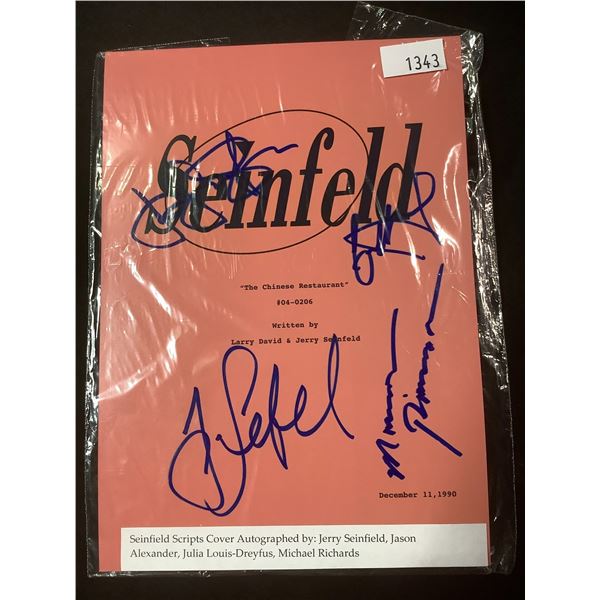 1343
Seinfeld
"The Chinese Restaurant"
#04-0206
Written by
Larry David & Jerry Seinfeld
December 11,1990
Seinfield Scripts Cover Autographed by: Jerry Seinfield, Jason
Alexander, Julia Louis-Dreyfus, Michael Richards